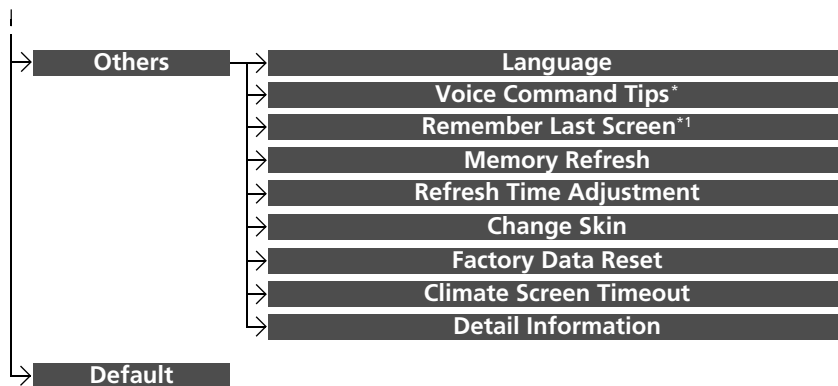 Others
Language
Voice Command Tips*
Remember Last Screen*1
Memory Refresh
Refresh Time Adjustment
Change Skin
Factory Data Reset
Climate Screen Timeout
Detail Information
Default